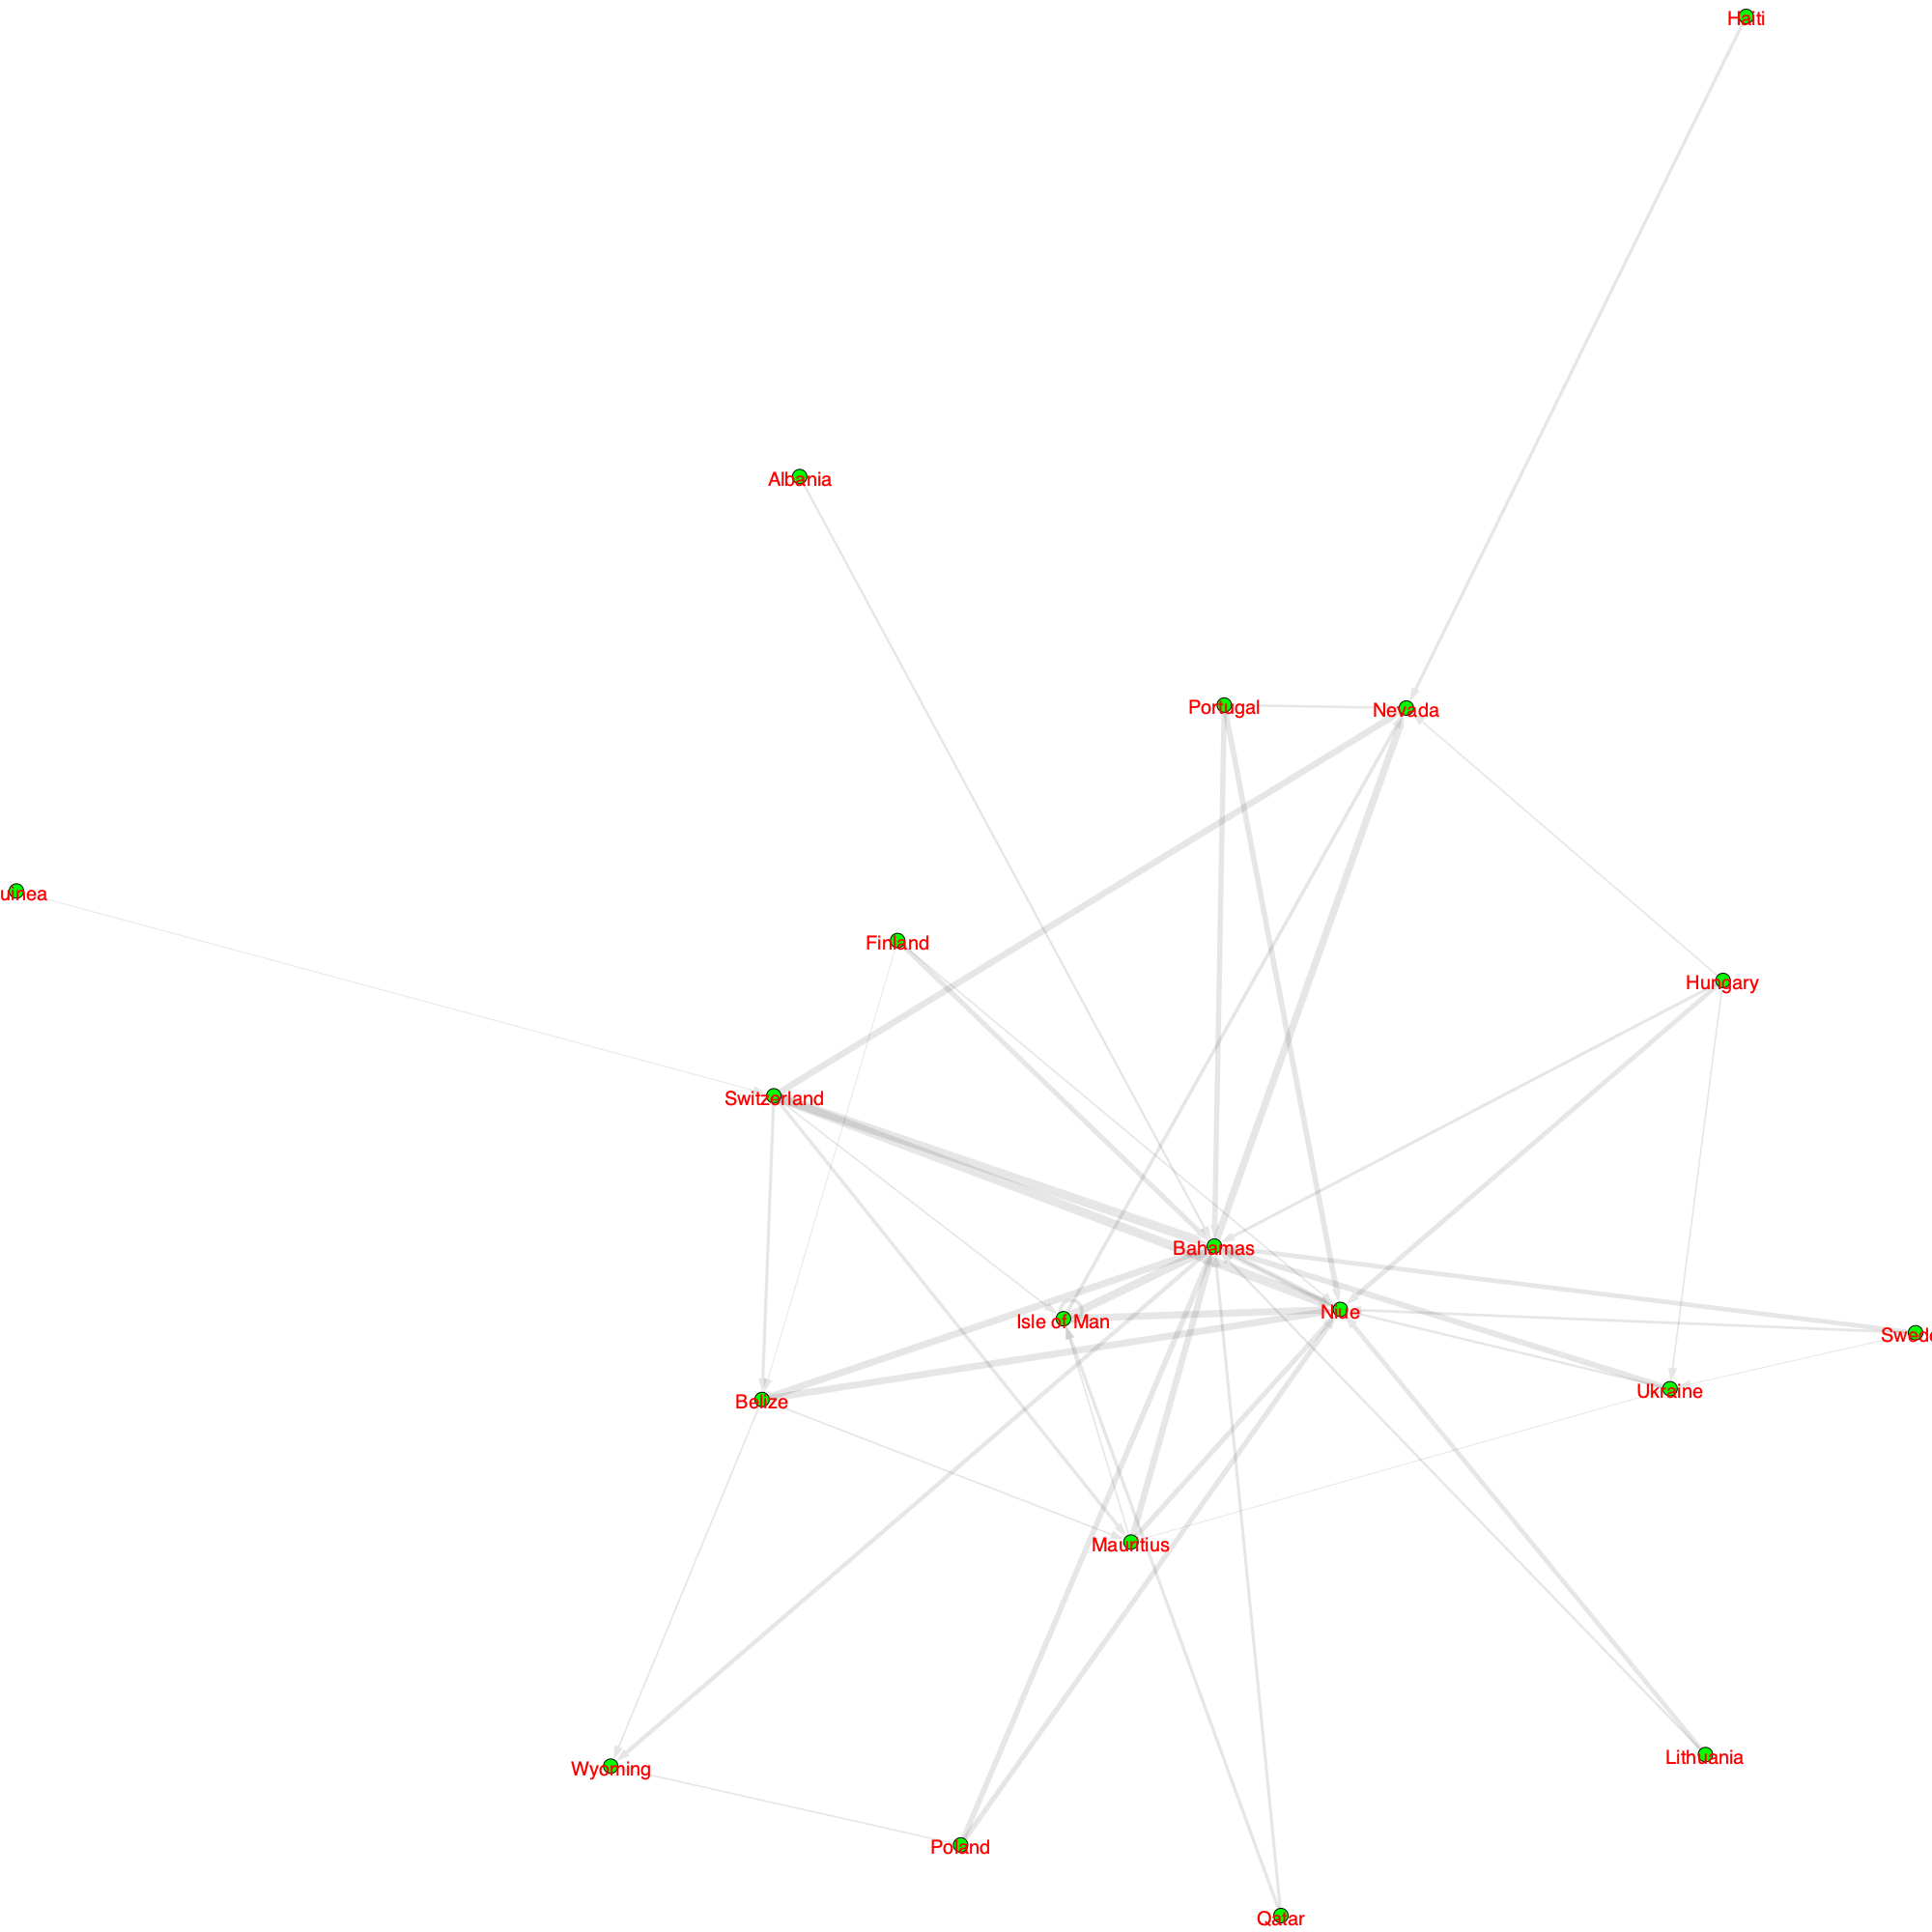 Haiti
Albania
Portugal
Nevada
uinea
Finland
Hungary
Switzerland
Bahamas
Niue
Isle of Man
Swed
Ukraine
Belize
Mauritius
Lithuania
Wyoming
Poland
Qatar